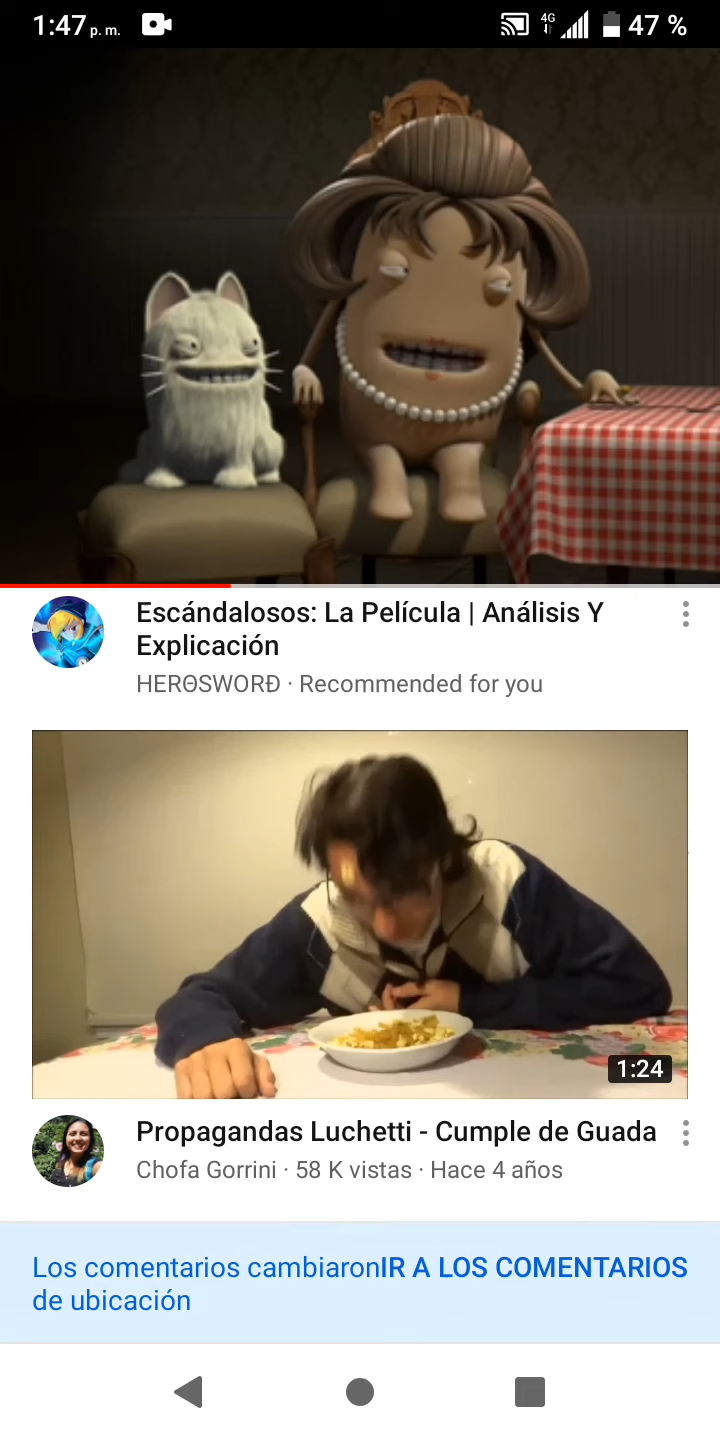 1:47 p. m.
4G
47 %
Escándalosos: La Película | Análisis Y
Explicación
HERΘSWORĐ · Recommended for you
1:24
Propagandas Luchetti - Cumple de Guada
Chofa Gorrini · 58 K vistas · Hace 4 años
Los comentarios cambiaron IR A LOS COMENTARIOS
de ubicación